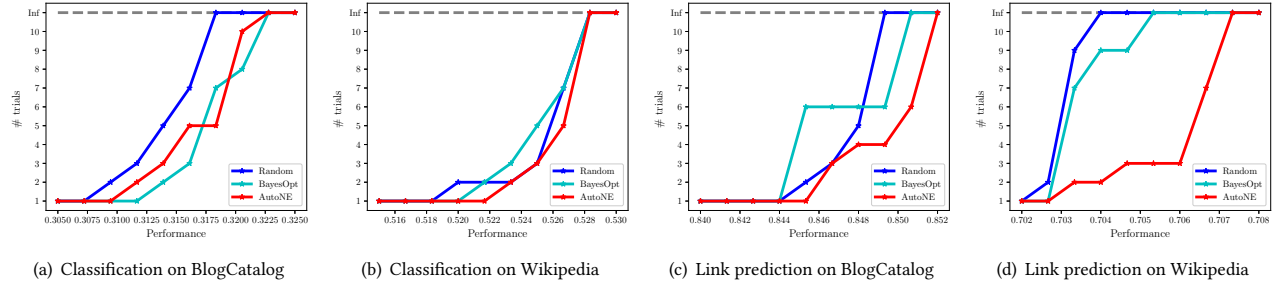 Inf
10
8
7
6
5
3
2
1
# trials
0.3050 0.3075 0.3100 0.3125 0.3150 0.3175 0.3200 0.3225 0.3250
Performance
Random
BayesOpt
AutoNE
(a) Classification on BlogCatalog
Inf
10
8
7
6
5
3
2
1
# trials
0.516 0.518 0.520 0.522 0.524 0.526 0.528 0.530
Performance
Random
BayesOpt
AutoNE
(b) Classification on Wikipedia
Inf
10
8
7
6
5
3
2
1
# trials
0.840 0.842 0.844 0.846 0.848 0.850 0.852
Performance
Random
BayesOpt
AutoNE
(c) Link prediction on BlogCatalog
Inf
10
9
8
7
6
5
3
2
1
# trials
0.702 0.703 0.704 0.705 0.706 0.707 0.708
Performance
Random
BayesOpt
AutoNE
(d) Link prediction on Wikipedia